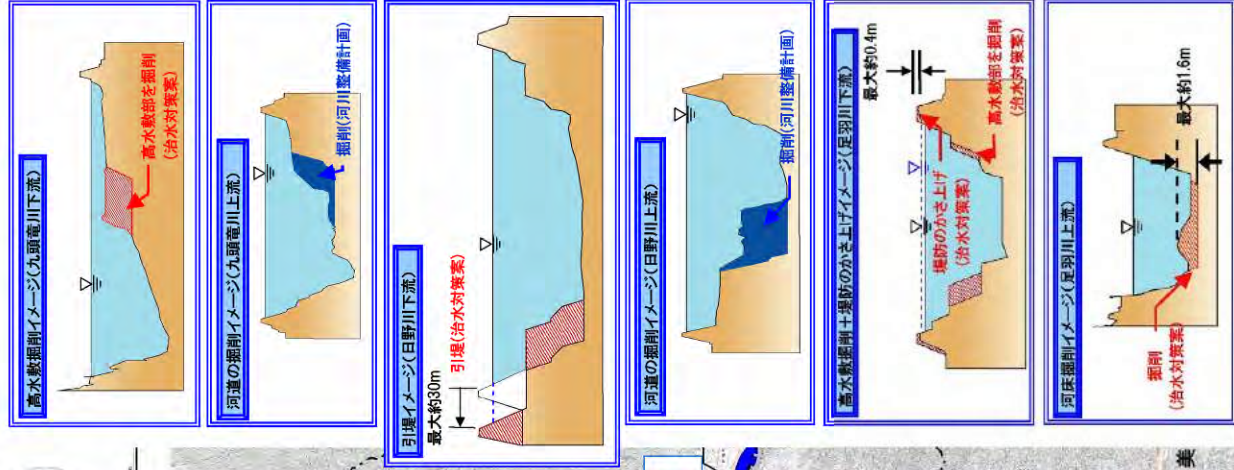 高水敷掘削イメージ(九頭竜川下流)
高水敷部を掘削
(治水対策案)
河道の掘削イメージ(九頭竜川上流)
掘削(河川整備計画)
引堤イメージ(日野川下流)
最大約30m
引堤(治水対策案)
河道の掘削イメージ(日野川上流)
掘削(河川整備計画)
高水敷掘削+堤防のかさ上げイメージ(足羽川下流)
最大約0.4m
堤防のかさ上げ
(治水対策案)
高水敷部を掘削
(治水対策案)
河床掘削イメージ(足羽川上流)
最大約1.6m
掘削
(治水対策案)
美